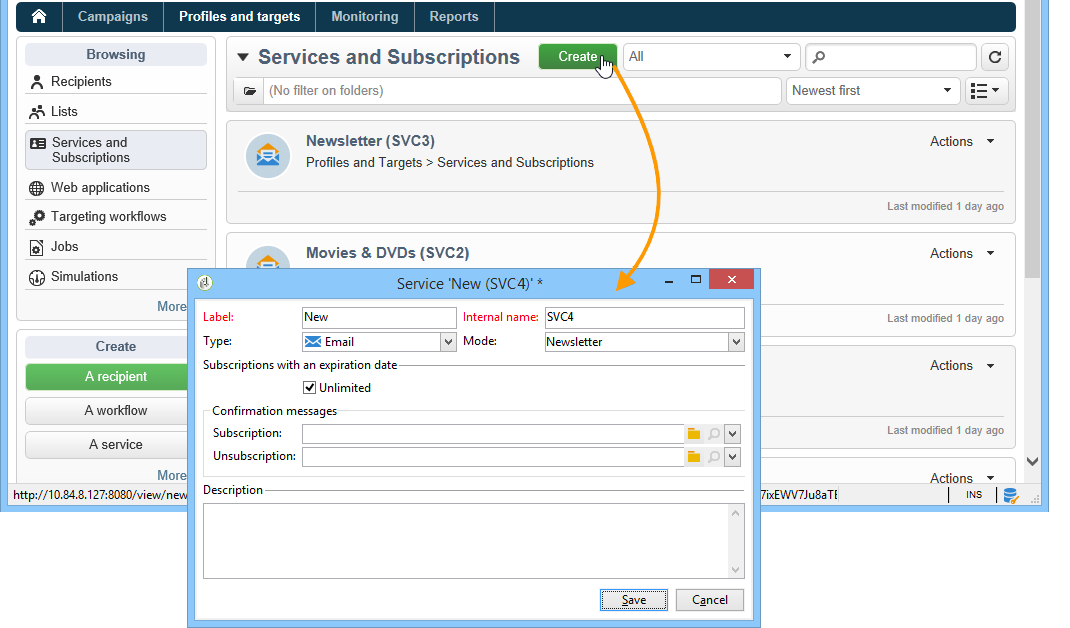 Campaigns
Profiles and targets
Monitoring
Reports
Browsing
Recipients
Lists
Services and
Subscriptions
Web applications
Targeting workflows
Jobs
Simulations
More
Create
A recipient
A workflow
A service
More
Services and Subscriptions
Create
All
(No filter on folders)
Newest first
Newsletter (SVC3)
Actions
Profiles and Targets > Services and Subscriptions
Last modified 1 day ago
Movies & DVDs (SVC2)
Actions
Last modified 1 day ago
Actions
Last modified 1 day ago
Actions
http://10.84.8.127:8080/view/new
7ixEWV7Ju8aTE
INS
Service 'New (SVC4)' *
Label:
New
Internal name:
SVC4
Type:
Email
Mode:
Newsletter
Subscriptions with an expiration date
Unlimited
Confirmation messages
Subscription:
Unsubscription:
Description
Save
Cancel